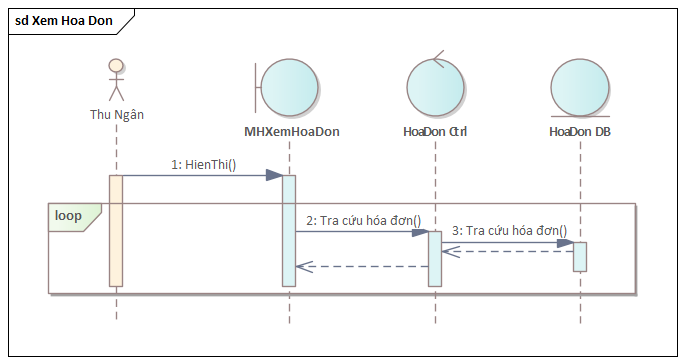 sd Xem Hoa Don
Thu Ngân
MHXemHoaDon
HoaDon Ctrl
HoaDon DB
1: HienThi()
loop
2: Tra cứu hóa đơn()
3: Tra cứu hóa đơn()